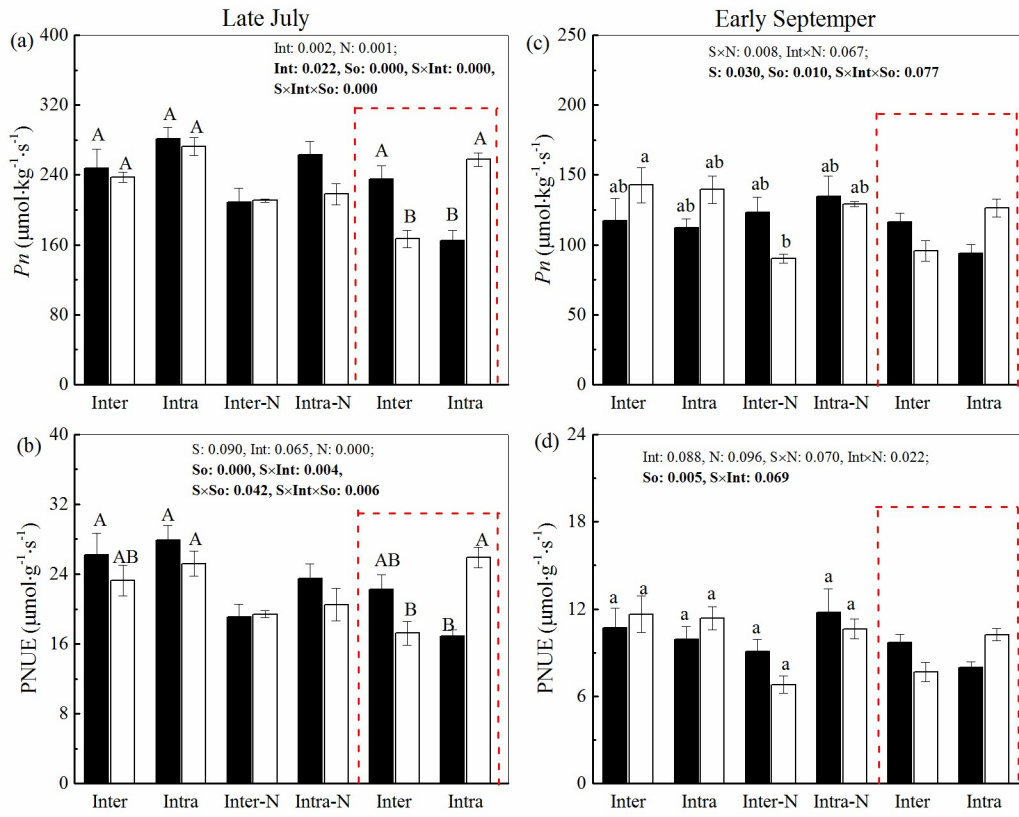 Late July
(a)
Int: 0.002, N: 0.001;
Int: 0.022, So: 0.000, S×Int: 0.000,
S×Int×So: 0.000
Pn (μmol·kg⁻¹·s⁻¹)
400
320
240
160
80
0
A A A A A B B A
Inter Intra Inter-N Intra-N Inter Intra
Early Septemper
(c)
S×N: 0.008, Int×N: 0.067;
S: 0.030, So: 0.010, S×Int×So: 0.077
Pn (μmol·kg⁻¹·s⁻¹)
250
200
150
100
50
0
ab a ab ab ab b ab ab
Inter Intra Inter-N Intra-N Inter Intra
(b)
S: 0.090, Int: 0.065, N: 0.000;
So: 0.000, S×Int: 0.004,
S×So: 0.042, S×Int×So: 0.006
PNUE (μmol·g⁻¹·s⁻¹)
40
32
24
16
8
0
A AB A A AB B B A
Inter Intra Inter-N Intra-N Inter Intra
(d)
Int: 0.088, N: 0.096, S×N: 0.070, Int×N: 0.022;
So: 0.005, S×Int: 0.069
PNUE (μmol·g⁻¹·s⁻¹)
24
18
12
6
0
a a a a a a a a
Inter Intra Inter-N Intra-N Inter Intra